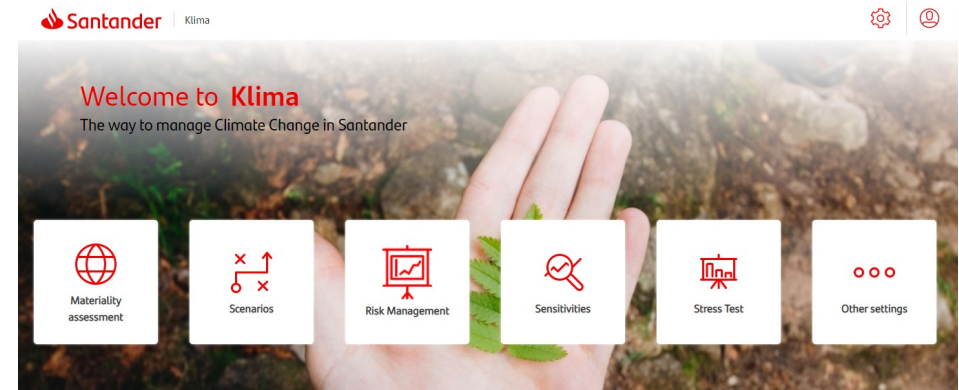 Santander
Klima
Welcome to Klima
The way to manage Climate Change in Santander
Materiality
assessment
Scenarios
Risk Management
Sensitivities
Stress Test
Other settings